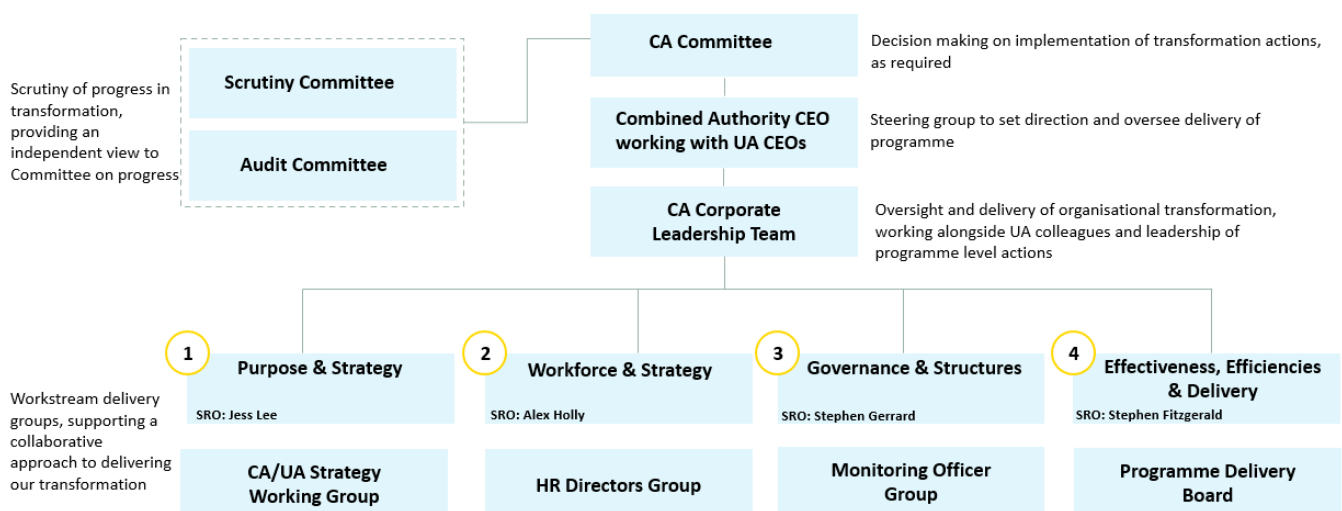 Scrutiny of progress in
transformation,
providing an
independent view to
Committee on progress
Scrutiny Committee
Audit Committee
CA Committee
Decision making on implementation of transformation actions,
as required
Combined Authority CEO
working with UA CEOs
Steering group to set direction and oversee delivery of
programme
CA Corporate
Leadership Team
Oversight and delivery of organisational transformation,
working alongside UA colleagues and leadership of
programme level actions
Workstream delivery
groups, supporting a
collaborative
approach to delivering
our transformation
1
Purpose & Strategy
SRO: Jess Lee
CA/UA Strategy
Working Group
2
Workforce & Strategy
SRO: Alex Holly
HR Directors Group
3
Governance & Structures
SRO: Stephen Gerrard
Monitoring Officer
Group
4
Effectiveness, Efficiencies
& Delivery
SRO: Stephen Fitzgerald
Programme Delivery
Board